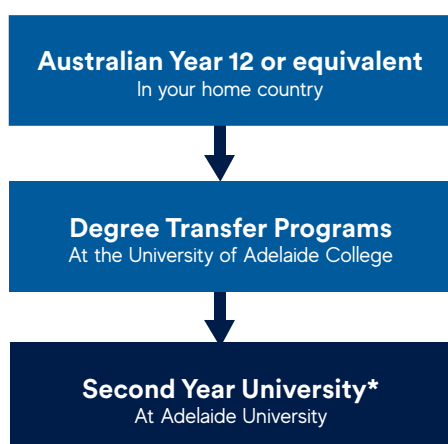 Australian Year 12 or equivalent
In your home country
Degree Transfer Programs
At the University of Adelaide College
Second Year University*
At Adelaide University